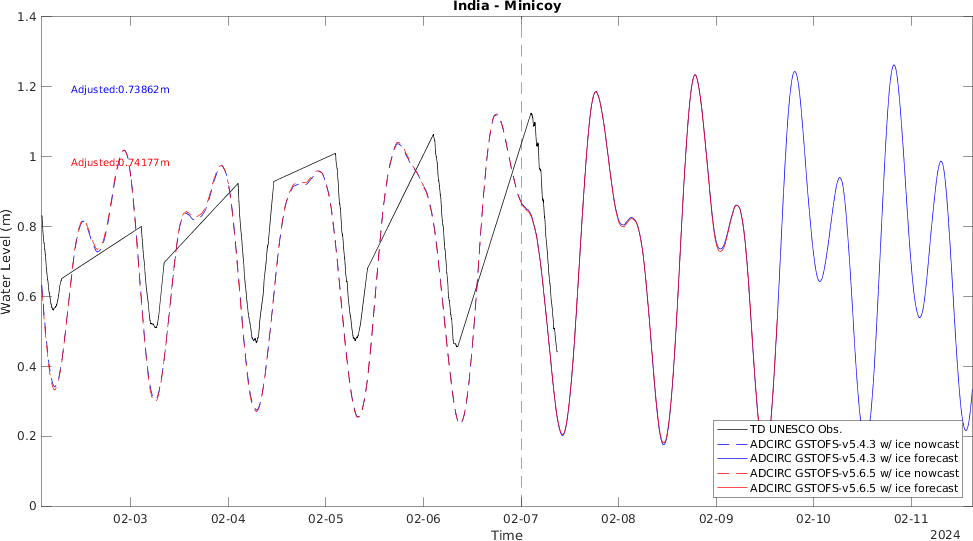 India - Minicoy
1.4
1.2
1
0.8
0.6
0.4
0.2
0
Water Level (m)
Adjusted:0.73862m
Adjusted:0.74177m
TD UNESCO Obs.
ADCIRC GSTOFS-v5.4.3 w/ ice nowcast
ADCIRC GSTOFS-v5.4.3 w/ ice forecast
ADCIRC GSTOFS-v5.6.5 w/ ice nowcast
ADCIRC GSTOFS-v5.6.5 w/ ice forecast
02-03 02-04 02-05 02-06 02-07 02-08 02-09 02-10 02-11
Time
2024